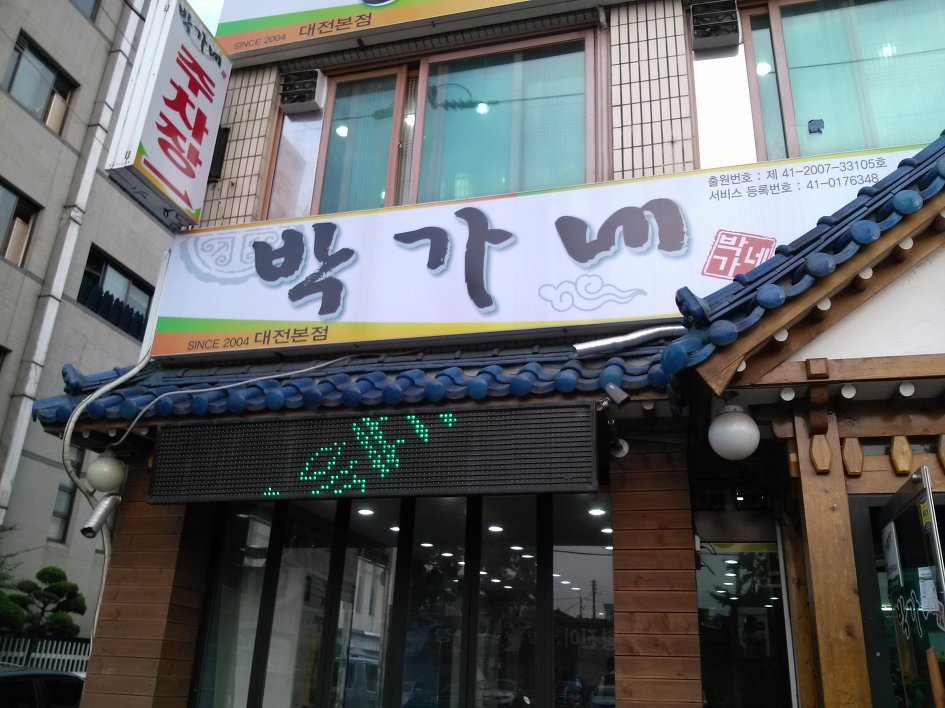 SINCE 2004 대전본점
박가네
주차장
출원번호 : 제 41-2007-33105호
서비스 등록번호 : 41-0176348
박가네
박가네
SINCE 2004 대전본점